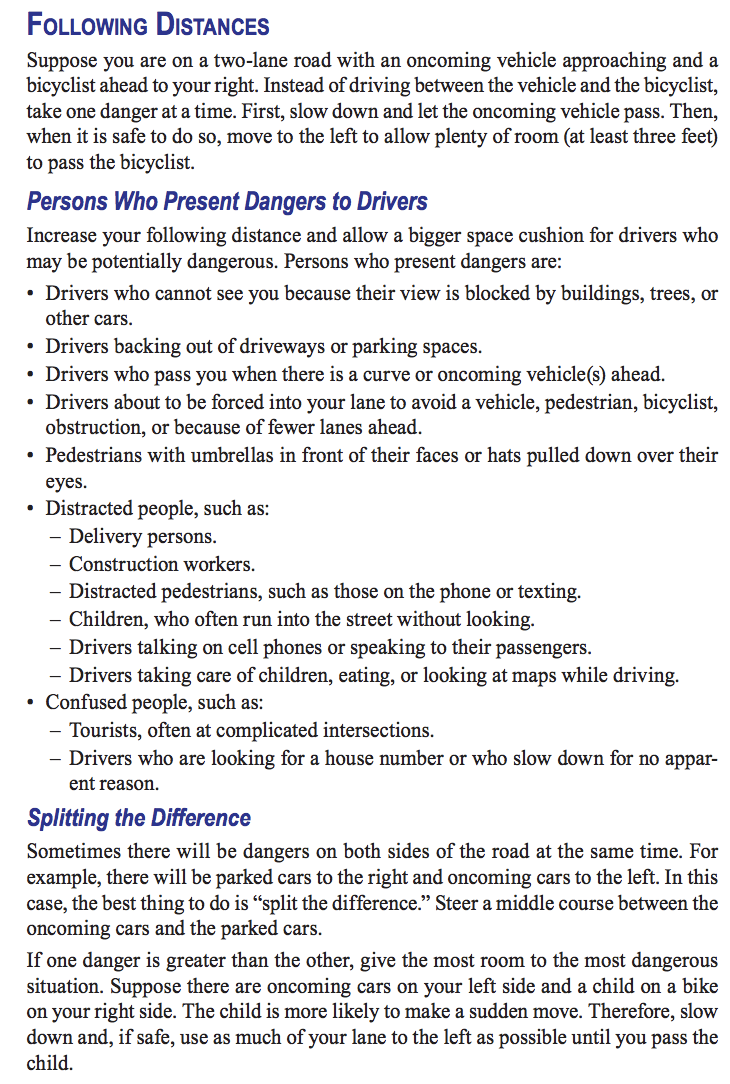 FOLLOWING DISTANCES
Suppose you are on a two-lane road with an oncoming vehicle approaching and a
bicyclist ahead to your right. Instead of driving between the vehicle and the bicyclist,
take one danger at a time. First, slow down and let the oncoming vehicle pass. Then,
when it is safe to do so, move to the left to allow plenty of room (at least three feet)
to pass the bicyclist.
Persons Who Present Dangers to Drivers
Increase your following distance and allow a bigger space cushion for drivers who
may be potentially dangerous. Persons who present dangers are:
• Drivers who cannot see you because their view is blocked by buildings, trees, or
other cars.
• Drivers backing out of driveways or parking spaces.
• Drivers who pass you when there is a curve or oncoming vehicle(s) ahead.
• Drivers about to be forced into your lane to avoid a vehicle, pedestrian, bicyclist,
obstruction, or because of fewer lanes ahead.
• Pedestrians with umbrellas in front of their faces or hats pulled down over their
eyes.
• Distracted people, such as:
– Delivery persons.
– Construction workers.
– Distracted pedestrians, such as those on the phone or texting.
– Children, who often run into the street without looking.
– Drivers talking on cell phones or speaking to their passengers.
– Drivers taking care of children, eating, or looking at maps while driving.
• Confused people, such as:
– Tourists, often at complicated intersections.
– Drivers who are looking for a house number or who slow down for no appar-
ent reason.
Splitting the Difference
Sometimes there will be dangers on both sides of the road at the same time. For
example, there will be parked cars to the right and oncoming cars to the left. In this
case, the best thing to do is “split the difference.” Steer a middle course between the
oncoming cars and the parked cars.
If one danger is greater than the other, give the most room to the most dangerous
situation. Suppose there are oncoming cars on your left side and a child on a bike
on your right side. The child is more likely to make a sudden move. Therefore, slow
down and, if safe, use as much of your lane to the left as possible until you pass the
child.